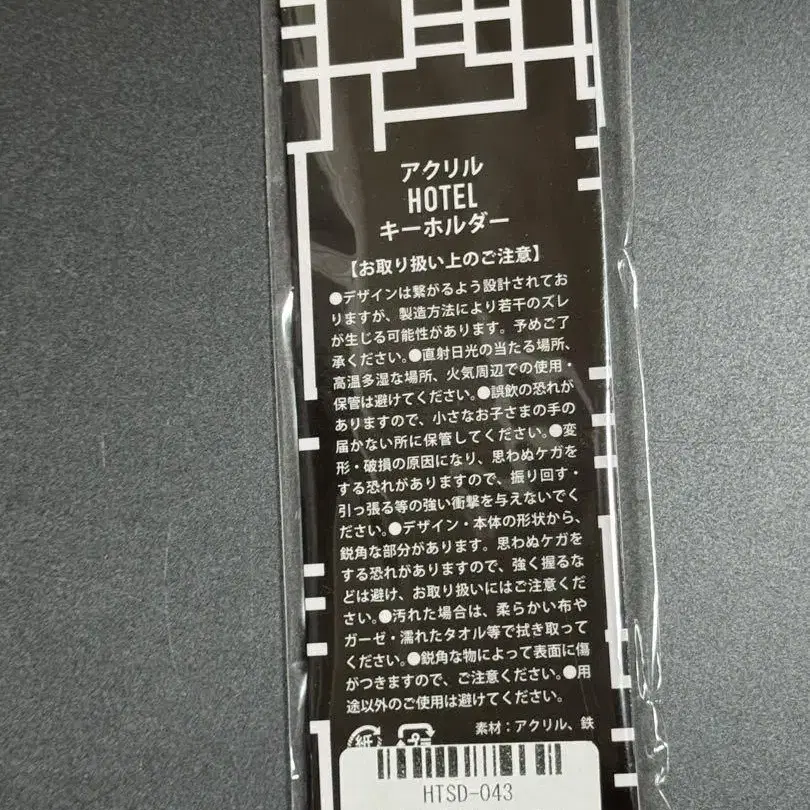 アクリル
HOTEL
キーホルダー
【お取り扱い上のご注意】
●デザインは繋がるよう設計されてお
りますが、製造方法により若干のズレ
が生じる可能性があります。予めご了
承ください。●直射日光の当たる場所、
高温多湿な場所、火気周辺での使用・
保管は避けてください。●誤飲の恐れが
ありますので、小さなお子さまの手の
届かない所に保管してください。●変
形・破損の原因になり、思わぬケガを
する恐れがありますので、振り回す・
引っ張る等の強い衝撃を与えないでく
ださい。●デザイン・本体の形状から、
鋭角な部分があります。思わぬケガを
する恐れがありますので、強く握るな
どは避け、お取り扱いにはご注意くだ
さい。●汚れた場合は、柔らかい布や
ガーゼ・濡れたタオル等で拭き取って
ください。●鋭角な物によって表面に傷
がつきますので、ご注意ください。●用
途以外のご使用は避けてください。
素材：アクリル、鉄
紙
プ
HTSD-043